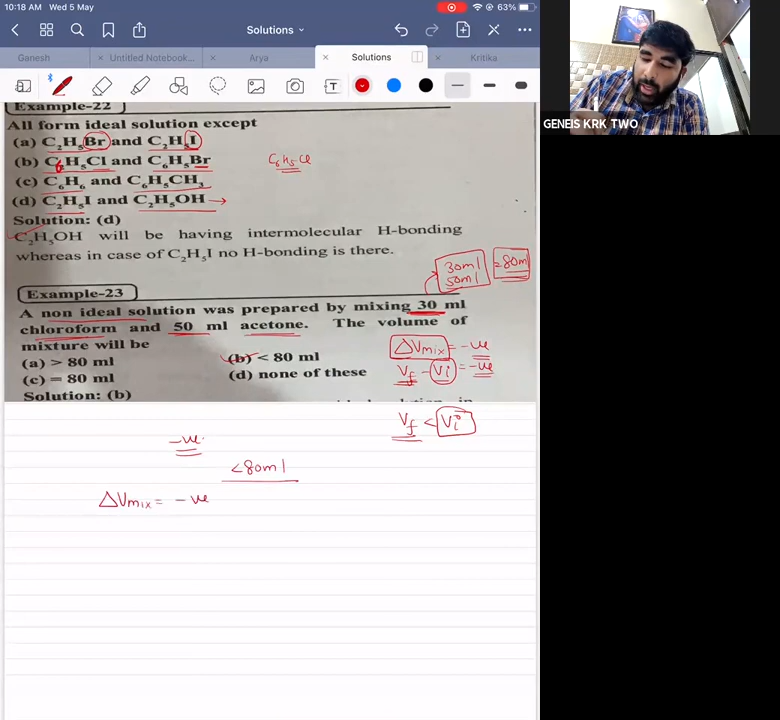 10:18 AM Wed 5 May
63%
Solutions
Ganesh
Untitled Notebook...
Arya
Solutions
Kritika
GENEIS KRK TWO
Example-22
All form ideal solution except
(a) C2H5Br and C2H5I
(b) C6H5Cl and C6H5Br
C6H5Cl
(c) C6H6 and C6H5CH3
(d) C2H5I and C2H5OH →
Solution: (d)
C2H5OH will be having intermolecular H-bonding
whereas in case of C2H5I no H-bonding is there.
30ml
50ml
=80ml
Example-23
A non ideal solution was prepared by mixing 30 ml
chloroform and 50 ml acetone. The volume of
mixture will be
(a) > 80 ml
(b) < 80 ml
(c) = 80 ml
(d) none of these
Solution: (b)
ΔVmix = -ve
Vf - Vi = -ve
Vf < Vi
-ve
<80ml
ΔVmix = -ve